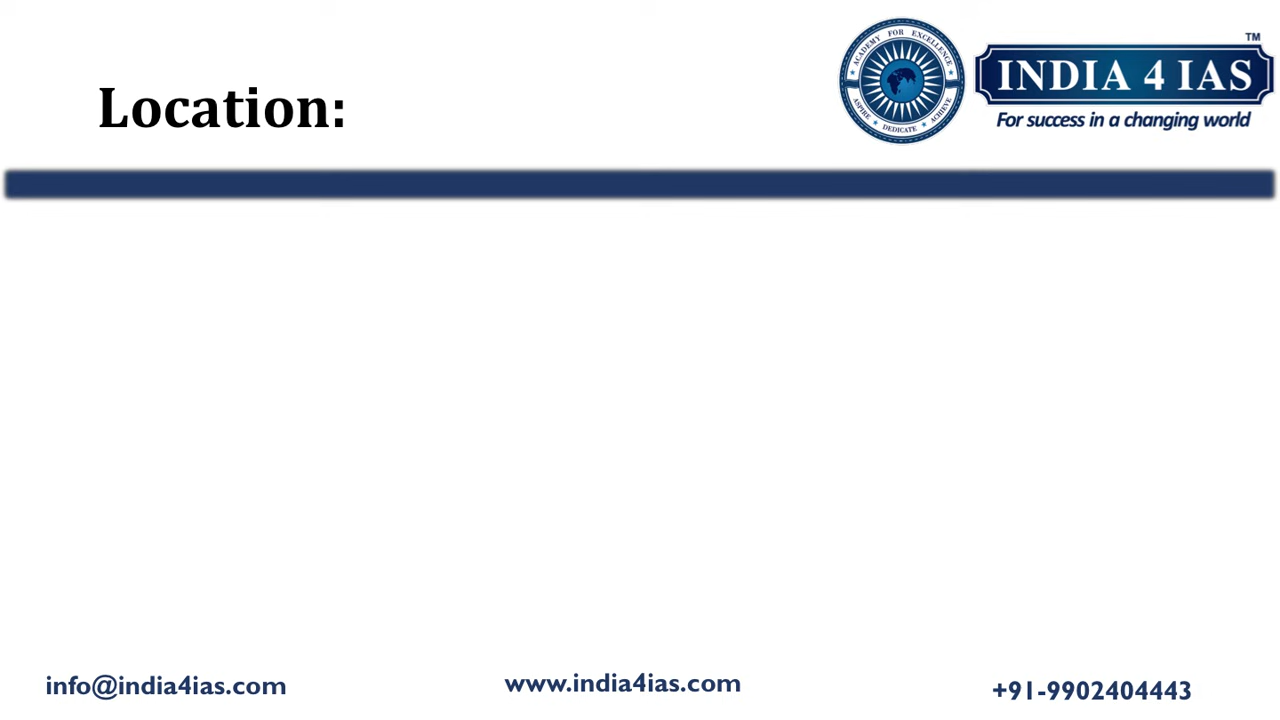 Location:
ACADEMY FOR EXCELLENCE
ASPIRE ★ DEDICATE ★ ACHIEVE
TM
INDIA 4 IAS
For success in a changing world
info@india4ias.com
www.india4ias.com
+91-9902404443